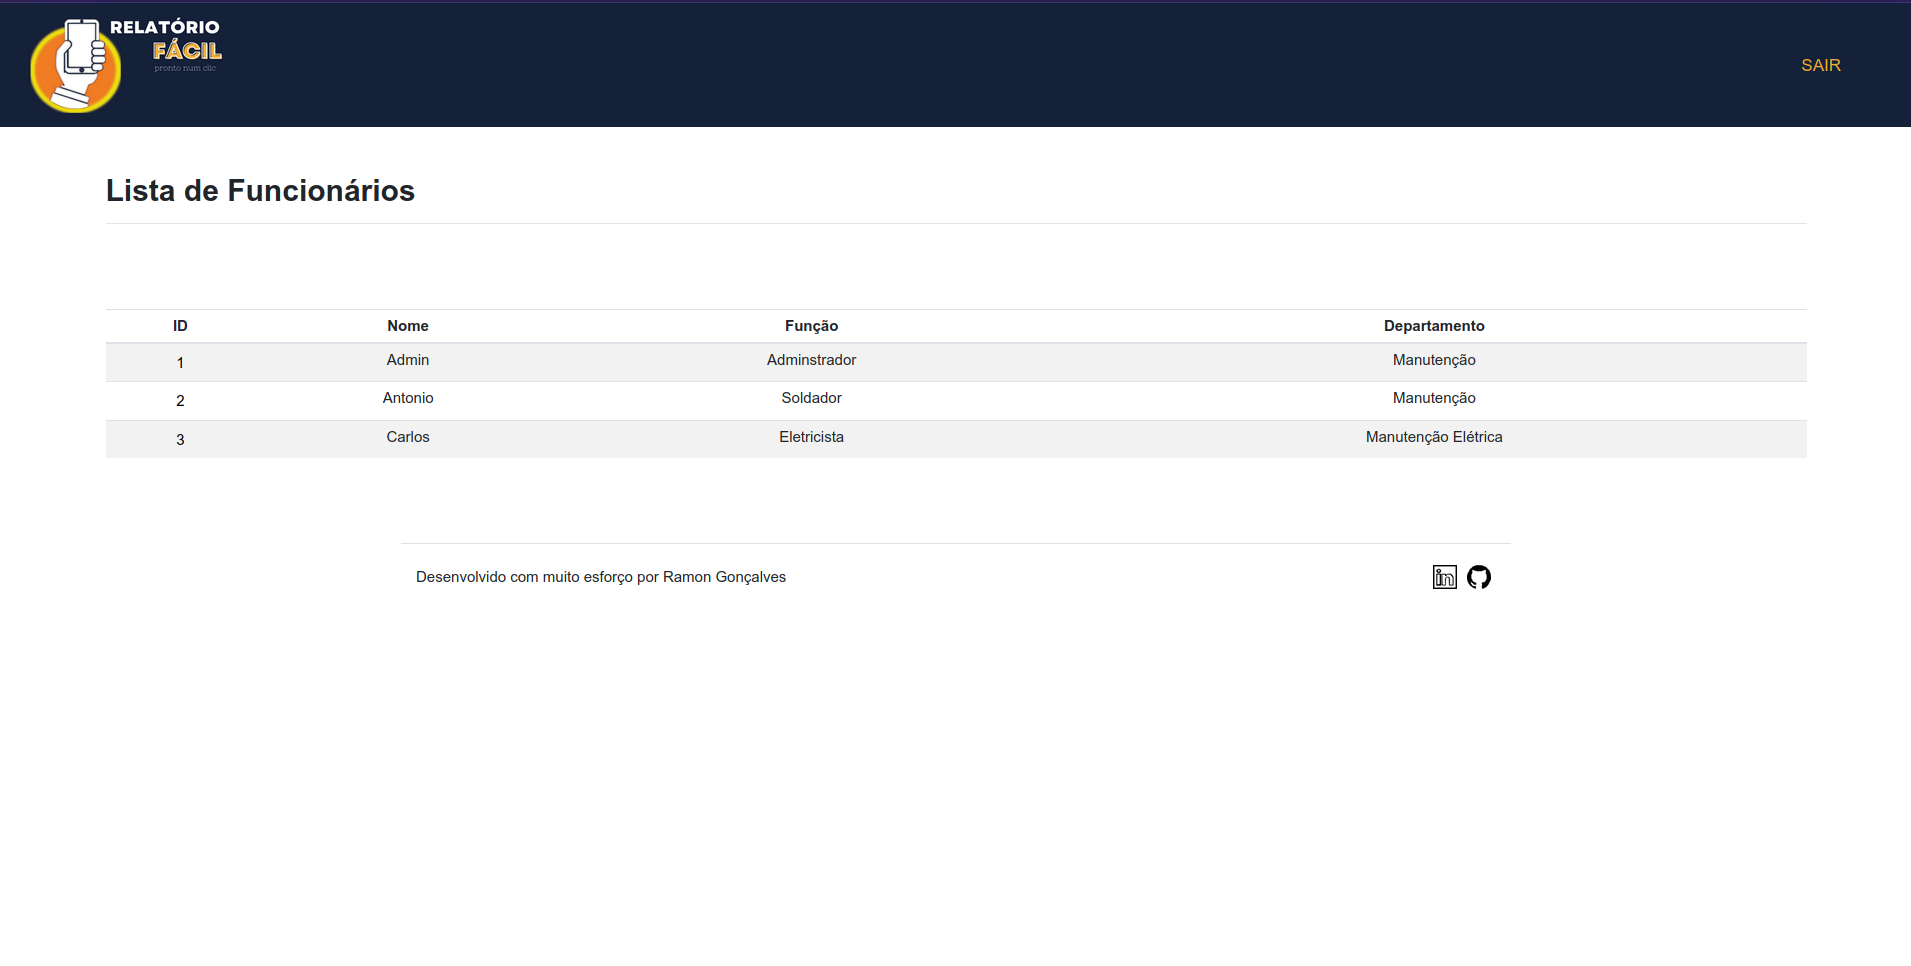 RELATÓRIO
FÁCIL
pronto num clic
SAIR
Lista de Funcionários
ID Nome Função Departamento
1 Admin Adminstrador Manutenção
2 Antonio Soldador Manutenção
3 Carlos Eletricista Manutenção Elétrica
Desenvolvido com muito esforço por Ramon Gonçalves in